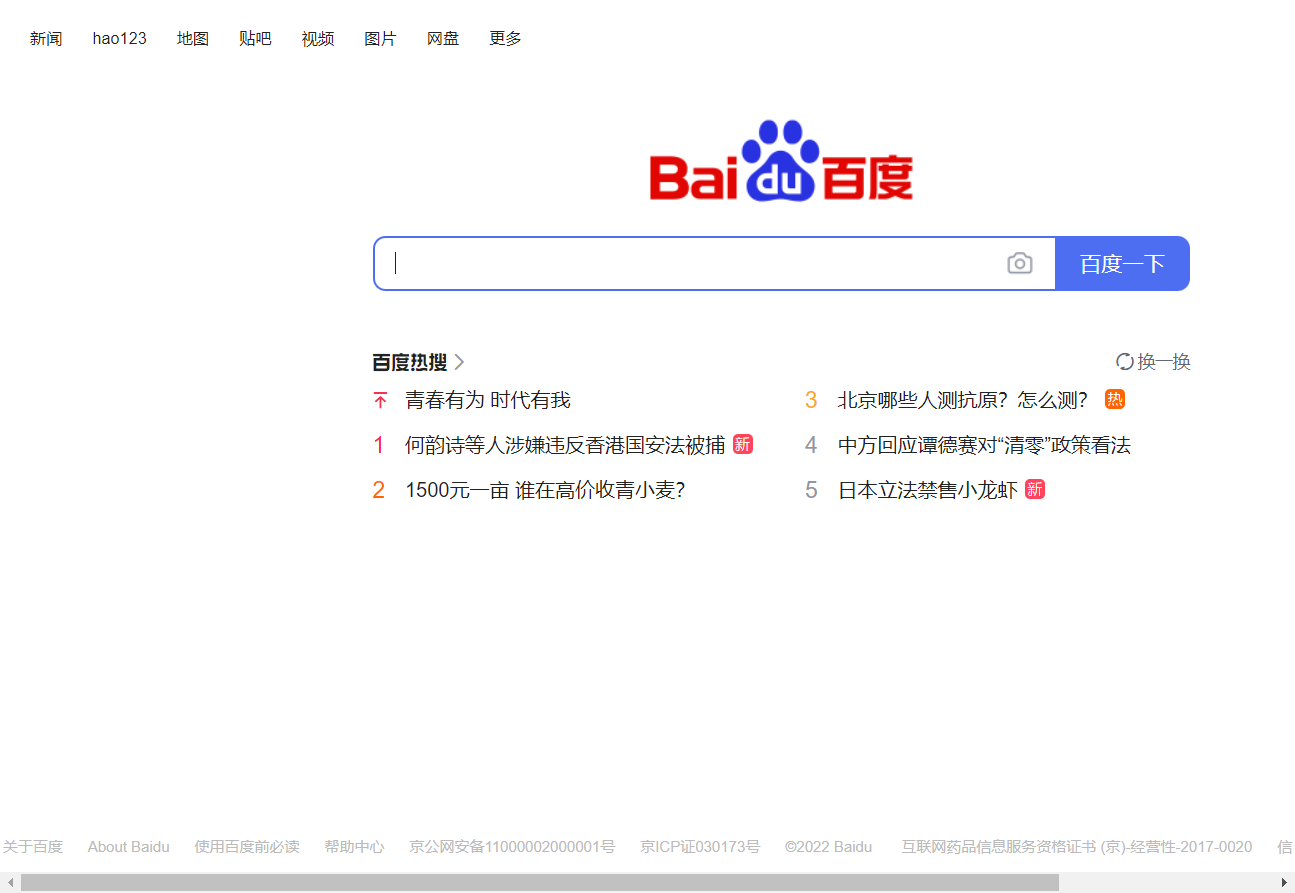 新闻 hao123 地图 贴吧 视频 图片 网盘 更多
Bai du 百度
百度一下
百度热搜 换一换
青春有为 时代有我
1 何韵诗等人涉嫌违反香港国安法被捕 新
2 1500元一亩 谁在高价收青小麦?
3 北京哪些人测抗原? 怎么测? 热
4 中方回应谭德赛对“清零”政策看法
5 日本立法禁售小龙虾 新
关于百度 About Baidu 使用百度前必读 帮助中心 京公网安备11000002000001号 京ICP证030173号 ©2022 Baidu 互联网药品信息服务资格证书 (京)-经营性-2017-0020 信